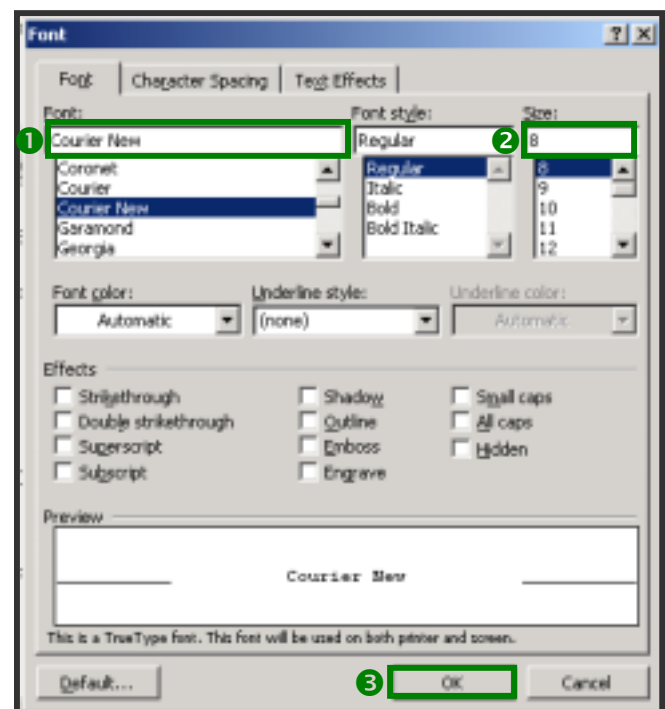 Font ? X
Font Character Spacing Text Effects
Font: Font style: Size:
1 Courier New Regular 2 8
Coronet Regular 8
Courier Italic 9
Courier New Bold 10
Garamond Bold Italic 11
Georgia 12
Font color: Underline style: Underline color:
Automatic (none) Automatic
Effects
Strikethrough Shadow Small caps
Double strikethrough Outline All caps
Superscript Emboss Hidden
Subscript Engrave
Preview
Courier New
This is a TrueType font. This font will be used on both printer and screen.
Default... 3 OK Cancel